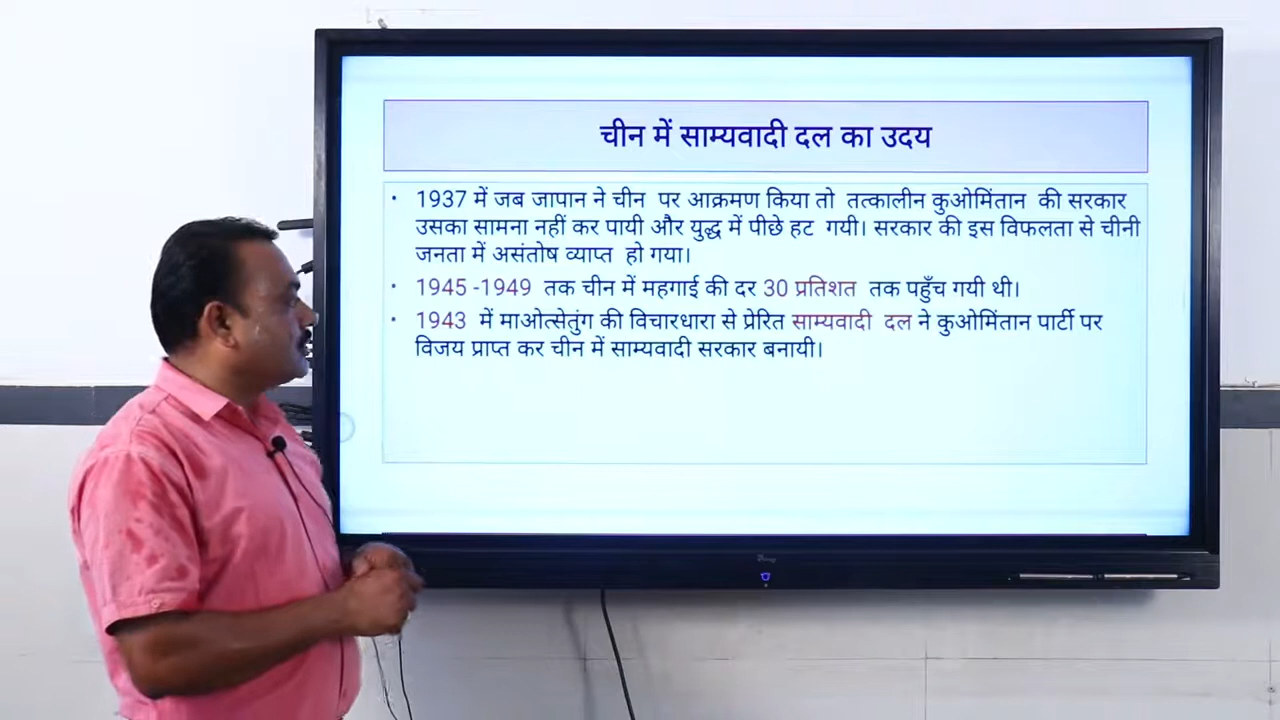 चीन में साम्यवादी दल का उदय
• 1937 में जब जापान ने चीन पर आक्रमण किया तो तत्कालीन कुओमिंतान की सरकार
उसका सामना नहीं कर पायी और युद्ध में पीछे हट गयी। सरकार की इस विफलता से चीनी
जनता में असंतोष व्याप्त हो गया।
• 1945 -1949 तक चीन में महगाई की दर 30 प्रतिशत तक पहुँच गयी थी।
• 1943 में माओत्सेतुंग की विचारधारा से प्रेरित साम्यवादी दल ने कुओमिंतान पार्टी पर
विजय प्राप्त कर चीन में साम्यवादी सरकार बनायी।